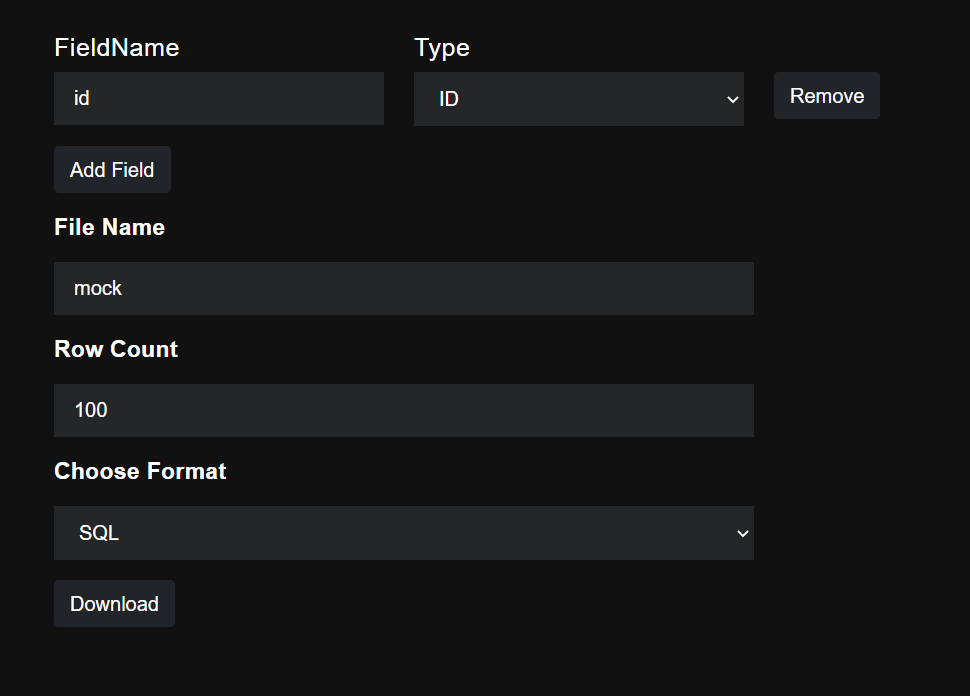 FieldName Type
id ID Remove
Add Field
File Name
mock
Row Count
100
Choose Format
SQL
Download